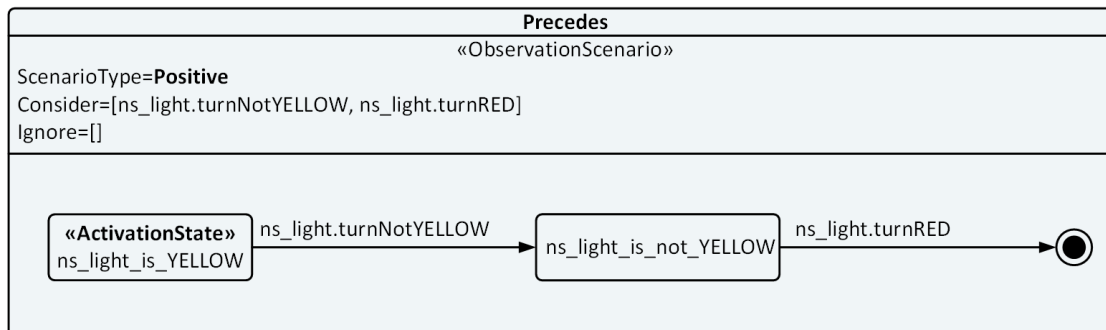 Precedes
«ObservationScenario»
ScenarioType=Positive
Consider=[ns_light.turnNotYELLOW, ns_light.turnRED]
Ignore=[]
«ActivationState»
ns_light_is_YELLOW
ns_light.turnNotYELLOW
ns_light_is_not_YELLOW
ns_light.turnRED